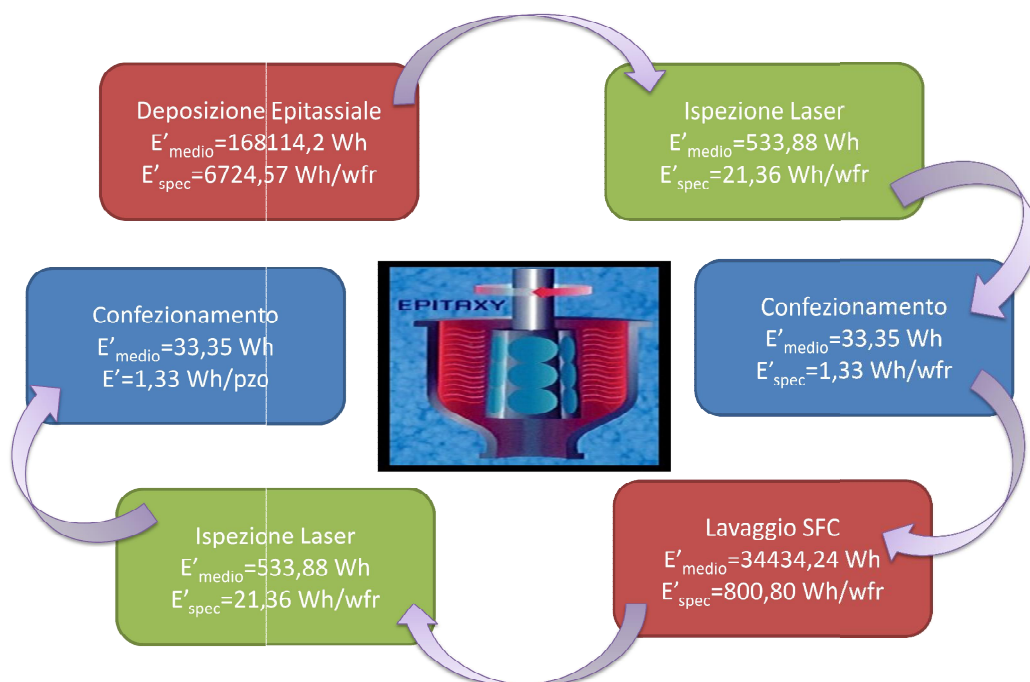 Deposizione Epitassiale
E'medio=168114,2 Wh
E'spec=6724,57 Wh/wfr
Ispezione Laser
E'medio=533,88 Wh
E'spec=21,36 Wh/wfr
Confezionamento
E'medio=33,35 Wh
E'spec=1,33 Wh/wfr
Lavaggio SFC
E'medio=34434,24 Wh
E'spec=800,80 Wh/wfr
Ispezione Laser
E'medio=533,88 Wh
E'spec=21,36 Wh/wfr
Confezionamento
E'medio=33,35 Wh
E'=1,33 Wh/pzo
EPITAXY